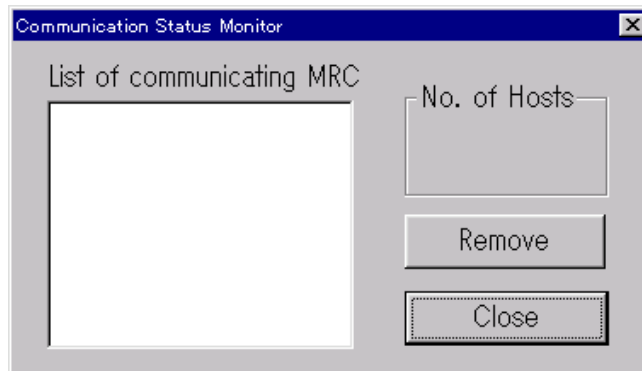 Communication Status Monitor
List of communicating MRC
No. of Hosts
Remove
Close